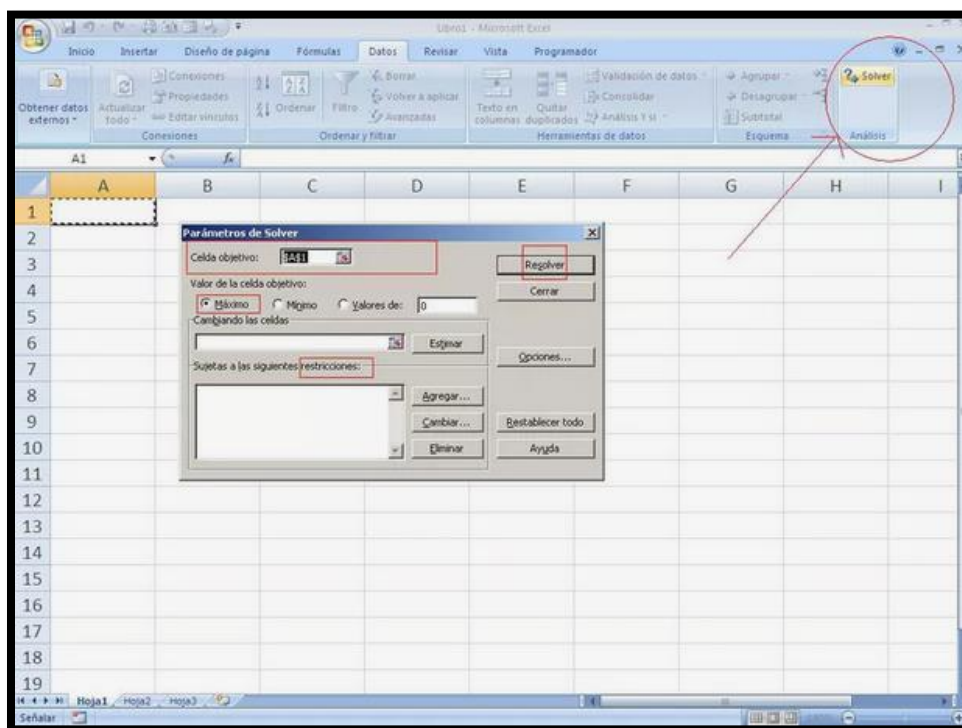 Libro1 - Microsoft Excel
Inicio Insertar Diseño de página Fórmulas Datos Revisar Vista Programador
Obtener datos externos
Actualizar todo
Conexiones
Propiedades
Editar vínculos
Conexiones
Ordenar
Filtro
Borrar
Volver a aplicar
Avanzadas
Ordenar y filtrar
Texto en columnas
Quitar duplicados
Validación de datos
Consolidar
Análisis Y si
Herramientas de datos
Agrupar
Desagrupar
Subtotal
Esquema
Solver
Análisis
A1 fx
A B C D E F G H I
1
2
3
4
5
6
7
8
9
10
11
12
13
14
15
16
17
18
19
Parámetros de Solver
Celda objetivo: $A$1
Resolver
Valor de la celda objetivo:
Cerrar
Máximo Mínimo Valores de: 0
Cambiando las celdas
Estimar
Opciones...
Sujetas a las siguientes restricciones:
Agregar...
Cambiar...
Restablecer todo
Eliminar
Ayuda
Hoja1 Hoja2 Hoja3
Señalar